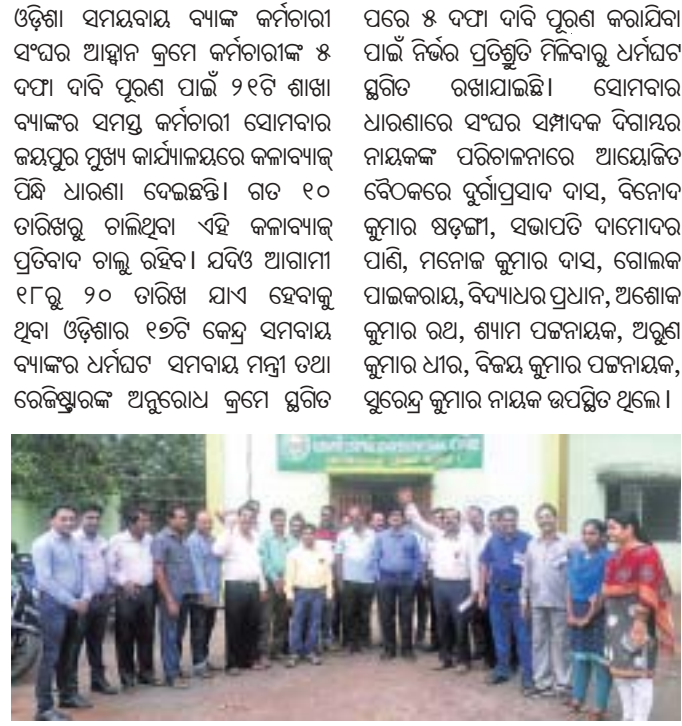 ଓଡ଼ିଶା ସମୟବାୟ ବ୍ୟାଙ୍କ କର୍ମଚାରୀ
ସଂଘର ଆହ୍ୱାନ କ୍ରମେ କର୍ମଚାରୀଙ୍କ ୫
ଦଫା ଦାବି ପୂରଣ ପାଇଁ ୨୧ଟି ଶାଖା
ବ୍ୟାଙ୍କର ସମସ୍ତ କର୍ମଚାରୀ ସୋମବାର
ଜୟପୁର ମୁଖ୍ୟ କାର୍ଯ୍ୟାଳୟରେ କଳାବ୍ୟାଜ୍
ପିନ୍ଧି ଧାରଣା ଦେଇଛନ୍ତି। ଗତ ୧୦
ତାରିଖରୁ ଚାଲିଥିବା ଏହି କଳାବ୍ୟାଜ୍
ପ୍ରତିବାଦ ଚାଲୁ ରହିବ। ଯଦିଓ ଆଗାମୀ
୧୮ରୁ ୨୦ ତାରିଖ ଯାଏ ହେବାକୁ
ଥିବା ଓଡ଼ିଶାର ୧୭ଟି କେନ୍ଦ୍ର ସମବାୟ
ବ୍ୟାଙ୍କର ଧର୍ମଘଟ ସମବାୟ ମନ୍ତ୍ରୀ ତଥା
ରେଜିଷ୍ଟ୍ରାରଙ୍କ ଅନୁରୋଧ କ୍ରମେ ସ୍ଥଗିତ
ପରେ ୫ ଦଫା ଦାବି ପୂରଣ କରାଯିବା
ପାଇଁ ନିର୍ଭର ପ୍ରତିଶ୍ରୁତି ମିଳିବାରୁ ଧର୍ମଘଟ
ସ୍ଥଗିତ ରଖାଯାଇଛି। ସୋମବାର
ଧାରଣାରେ ସଂଘର ସମ୍ପାଦକ ଦିଗାମ୍ବର
ନାୟକଙ୍କ ପରିଚାଳନାରେ ଆୟୋଜିତ
ବୈଠକରେ ଦୁର୍ଗାପ୍ରସାଦ ଦାସ, ବିନୋଦ
କୁମାର ଷଡ଼ଙ୍ଗୀ, ସଭାପତି ଦାମୋଦର
ପାଣି, ମନୋଜ କୁମାର ଦାସ, ଗୋଲକ
ପାଇକରାୟ, ବିଦ୍ୟାଧର ପ୍ରଧାନ, ଅଶୋକ
କୁମାର ରଥ, ଶ୍ୟାମ ପଟ୍ଟନାୟକ, ଅରୁଣ
କୁମାର ଧୀର, ବିଜୟ କୁମାର ପଟ୍ଟନାୟକ,
ସୁରେନ୍ଦ୍ର କୁମାର ନାୟକ ଉପସ୍ଥିତ ଥିଲେ।